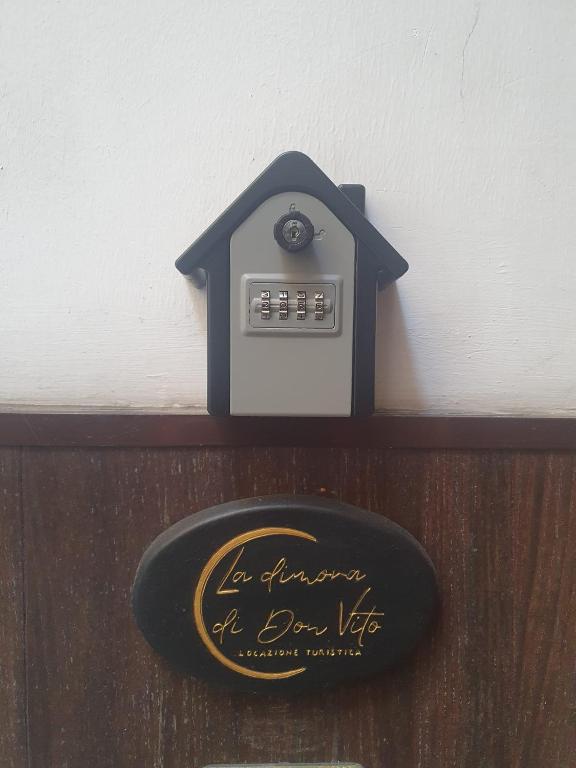 La dimora
di Don Vito
LOCAZIONE TURISTICA